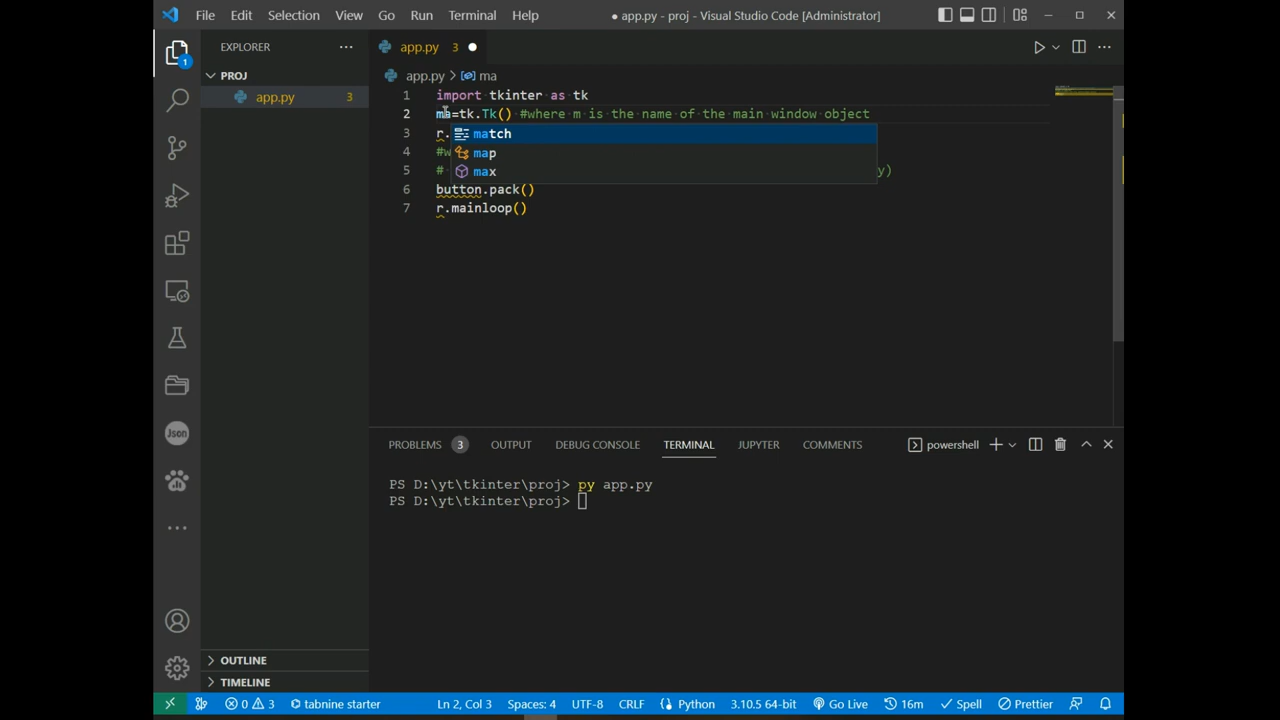 File Edit Selection View Go Run Terminal Help ● app.py - proj - Visual Studio Code [Administrator]
EXPLORER ··· app.py 3
PROJ app.py > ma
app.py 3
1 import tkinter as tk
2 ma=tk.Tk() #where m is the name of the main window object
3 r.
match
4 #w
map
5 # y)
max
6 button.pack()
7 r.mainloop()
PROBLEMS 3 OUTPUT DEBUG CONSOLE TERMINAL JUPYTER COMMENTS powershell
PS D:\yt\tkinter\proj> py app.py
PS D:\yt\tkinter\proj>
1
Json
OUTLINE
TIMELINE
0 3 tabnine starter Ln 2, Col 3 Spaces: 4 UTF-8 CRLF Python 3.10.5 64-bit Go Live 16m Spell Prettier